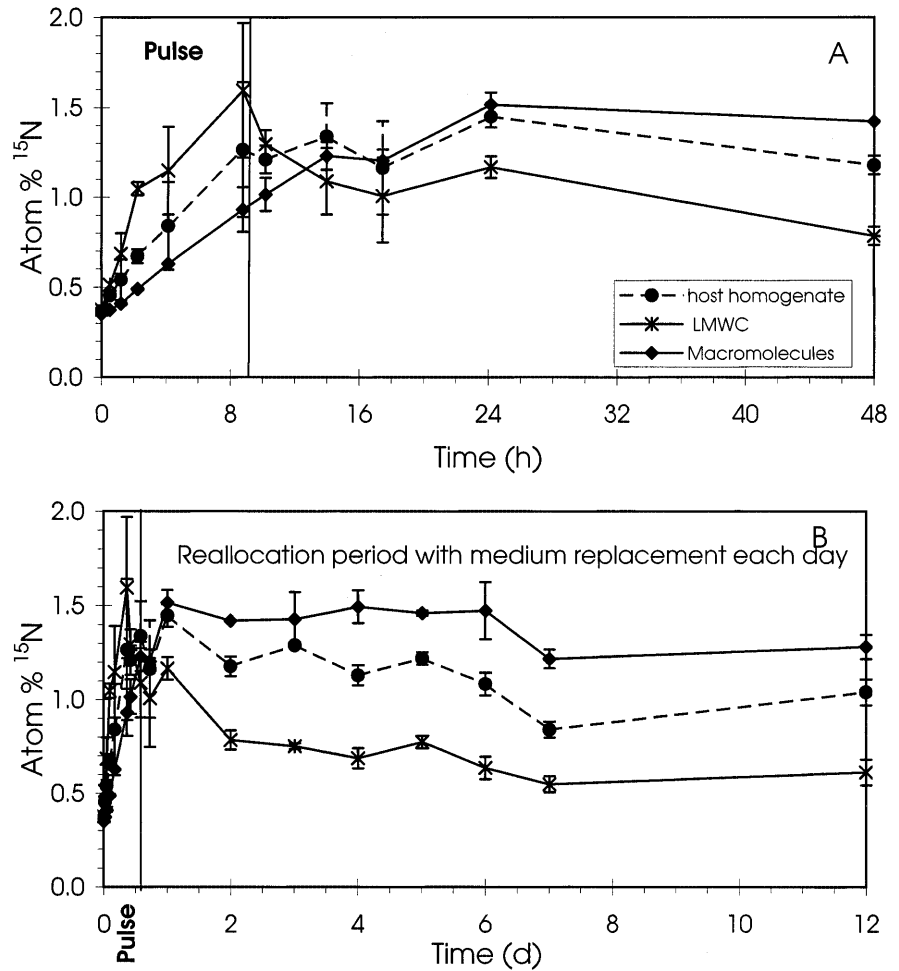 2.0
Pulse
A
1.5
Atom % 15N
1.0
0.5
host homogenate
LMWC
Macromolecules
0.0
0 8 16 24 32 40 48
Time (h)
2.0
B
Reallocation period with medium replacement each day
1.5
Atom % 15N
1.0
0.5
0.0
0 2 4 6 8 10 12
Pulse
Time (d)